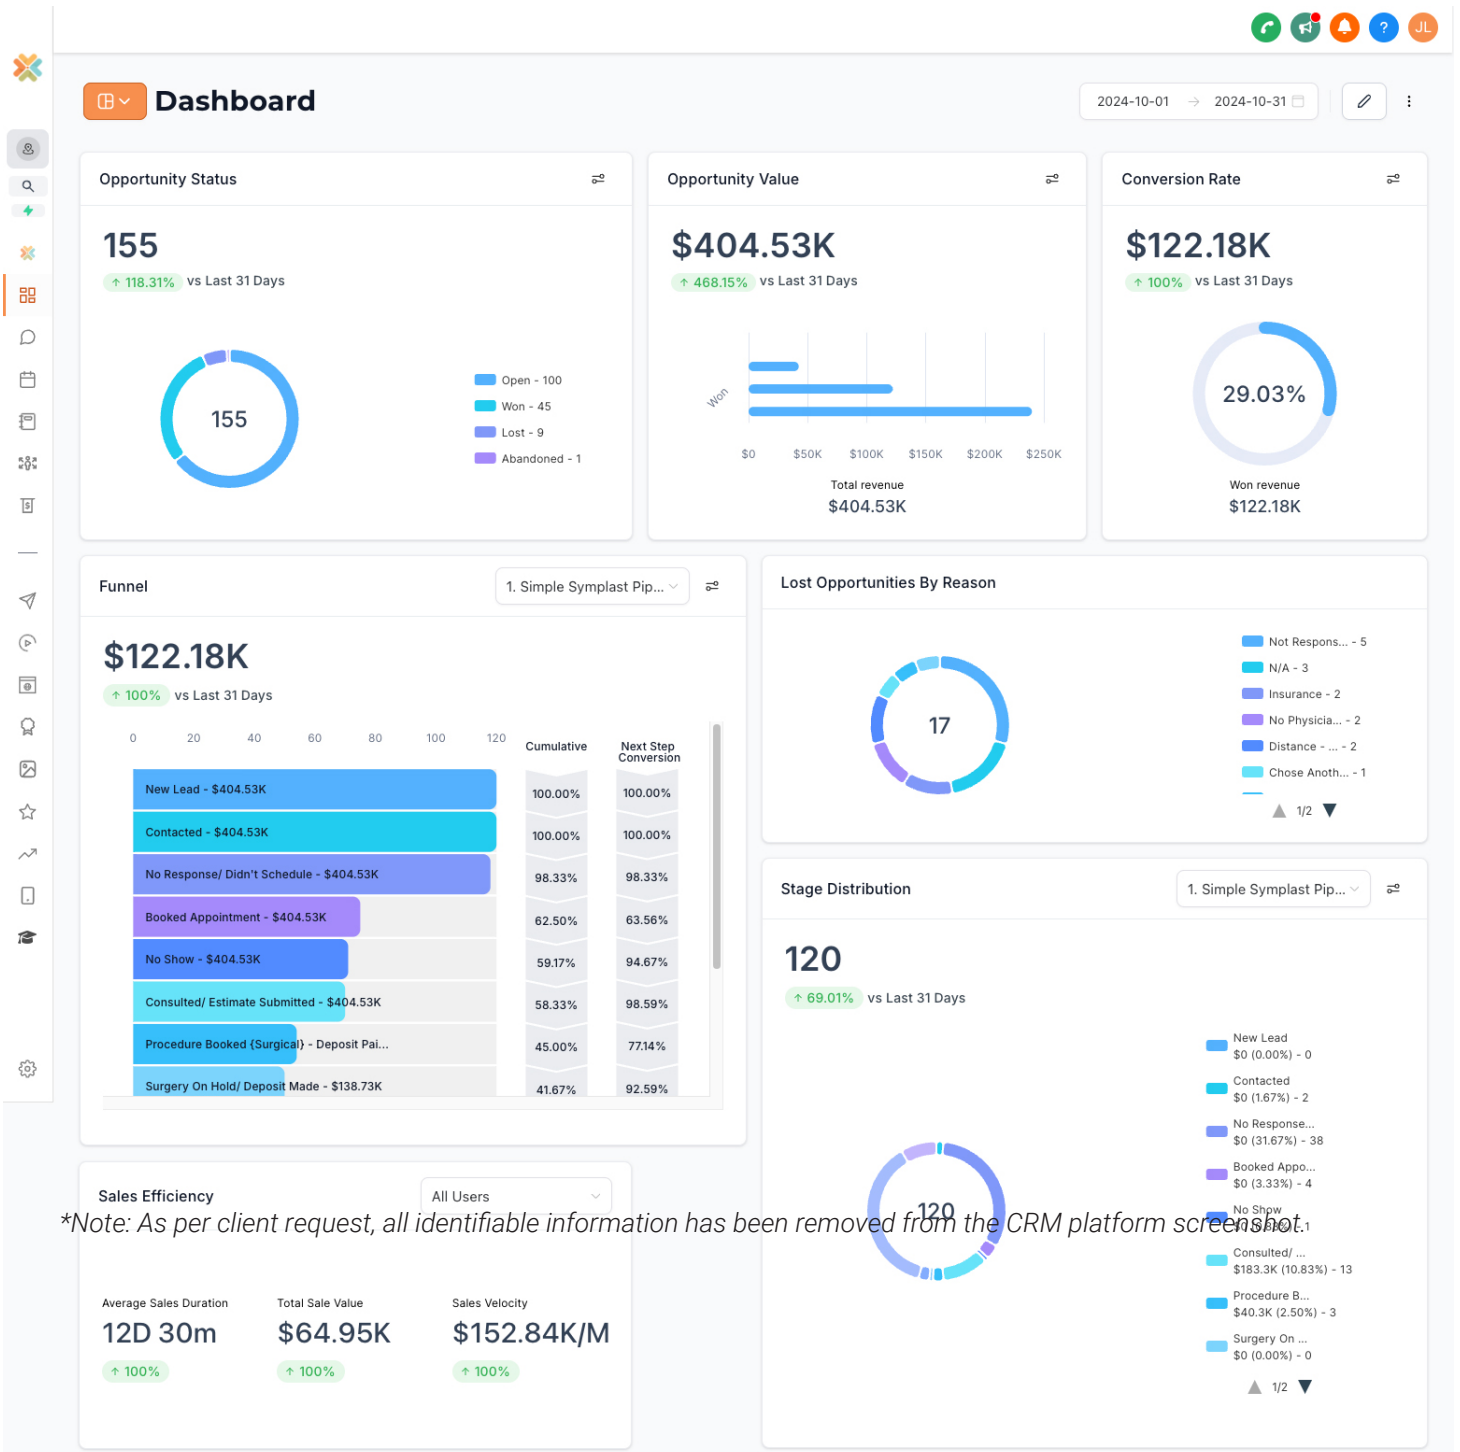 JL
Dashboard
2024-10-01 → 2024-10-31
Opportunity Status
155
↑ 118.31% vs Last 31 Days
155
Open - 100
Won - 45
Lost - 9
Abandoned - 1
Opportunity Value
$404.53K
↑ 468.15% vs Last 31 Days
Won
$0 $50K $100K $150K $200K $250K
Total revenue
$404.53K
Conversion Rate
$122.18K
↑ 100% vs Last 31 Days
29.03%
Won revenue
$122.18K
Funnel
1. Simple Symplast Pip...
$122.18K
↑ 100% vs Last 31 Days
0 20 40 60 80 100 120
Cumulative
Next Step
Conversion
New Lead - $404.53K 100.00% 100.00%
Contacted - $404.53K 100.00% 100.00%
No Response/ Didn't Schedule - $404.53K 98.33% 98.33%
Booked Appointment - $404.53K 62.50% 63.56%
No Show - $404.53K 59.17% 94.67%
Consulted/ Estimate Submitted - $404.53K 58.33% 98.59%
Procedure Booked {Surgical} - Deposit Pai... 45.00% 77.14%
Surgery On Hold/ Deposit Made - $138.73K 41.67% 92.59%
Lost Opportunities By Reason
17
Not Respons... - 5
N/A - 3
Insurance - 2
No Physicia... - 2
Distance - ... - 2
Chose Anoth... - 1
1/2
Stage Distribution
1. Simple Symplast Pip...
120
↑ 69.01% vs Last 31 Days
120
New Lead
$0 (0.00%) - 0
Contacted
$0 (1.67%) - 2
No Response...
$0 (31.67%) - 38
Booked Appo...
$0 (3.33%) - 4
No Show
Consulted/ ...
$183.3K (10.83%) - 13
Procedure B...
$40.3K (2.50%) - 3
Surgery On ...
$0 (0.00%) - 0
1/2
Sales Efficiency
All Users
*Note: As per client request, all identifiable information has been removed from the CRM platform screenshot.
Average Sales Duration
12D 30m
↑ 100%
Total Sale Value
$64.95K
↑ 100%
Sales Velocity
$152.84K/M
↑ 100%